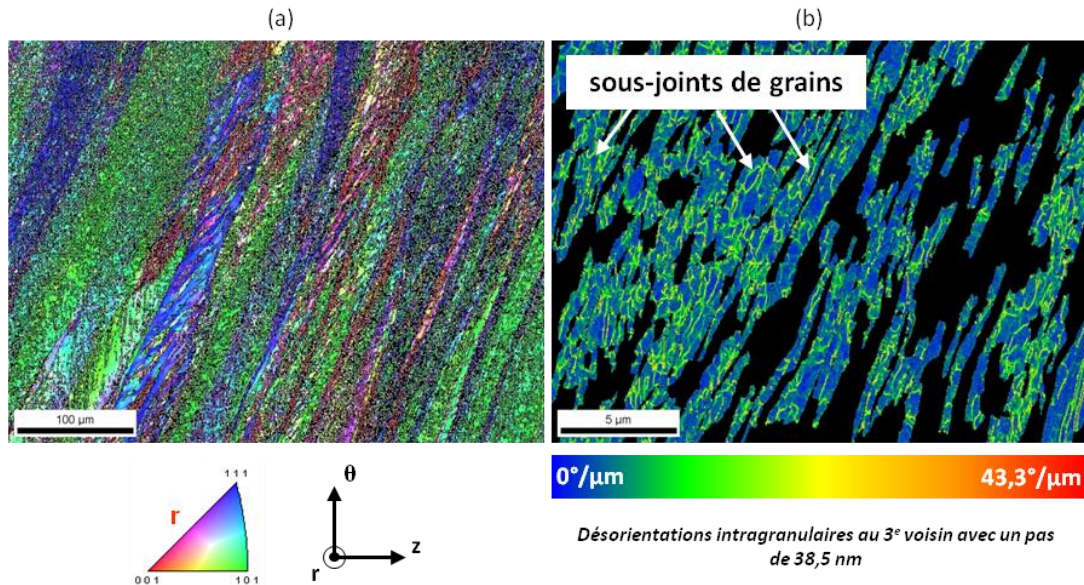 (a)
(b)
sous-joints de grains
100 µm
5 µm
111
r
001
101
θ
z
r
0°/µm
43,3°/µm
Désorientations intragranulaires au 3e voisin avec un pas
de 38,5 nm